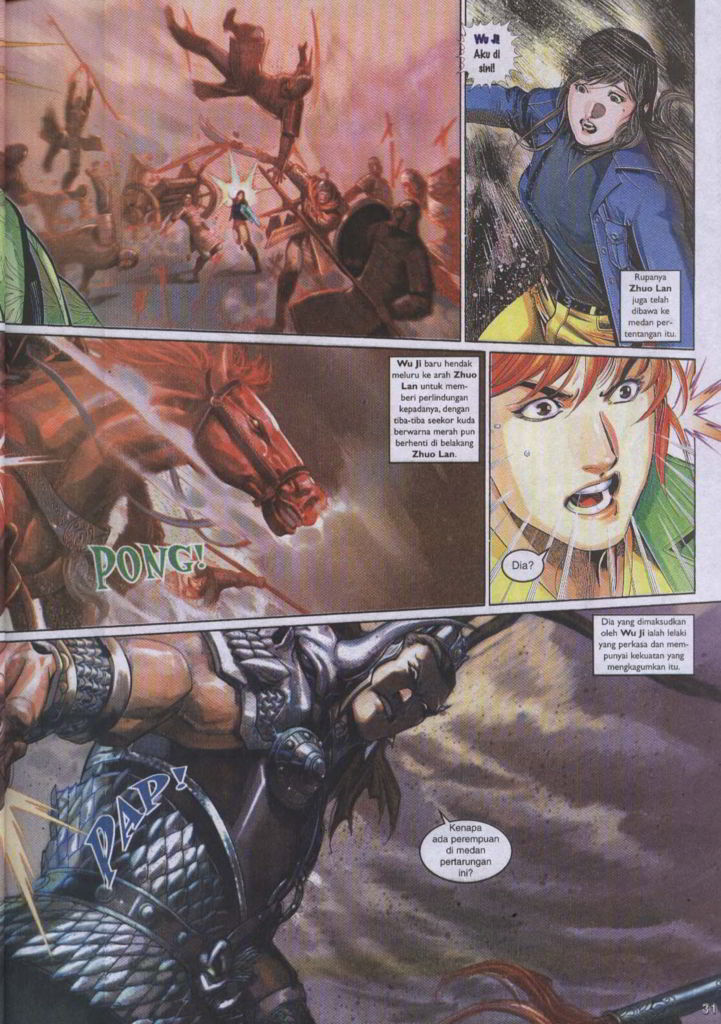 Wu Ji!
Aku di
sini!
Rupanya
Zhuo Lan
juga telah
dibawa ke
medan per-
tentangan itu.
Wu Ji baru hendak
meluru ke arah Zhuo
Lan untuk mem-
beri perlindungan
kepadanya, dengan
tiba-tiba seekor kuda
berwarna merah pun
berhenti di belakang
Zhuo Lan.
PONG!
Dia?
Dia yang dimaksudkan
oleh Wu Ji ialah lelaki
yang perkasa dan mem-
punyai kekuatan yang
mengkagumkan itu.
PAP!
Kenapa
ada perempuan
di medan
pertarungan
ini?
31